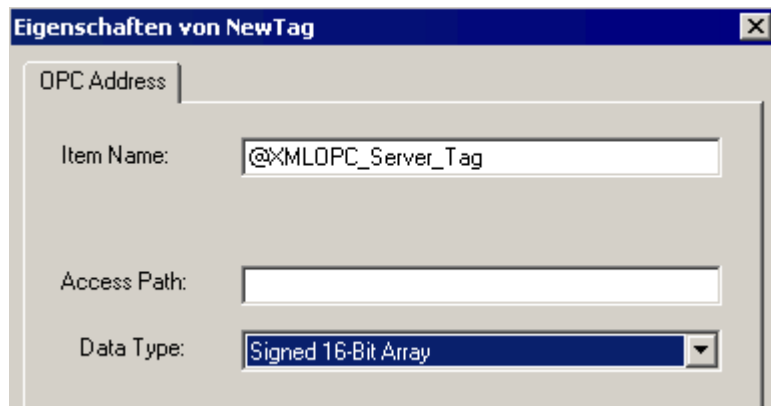 Eigenschaften von NewTag
OPC Address
Item Name: @XMLOPC_Server_Tag
Access Path:
Data Type: Signed 16-Bit Array